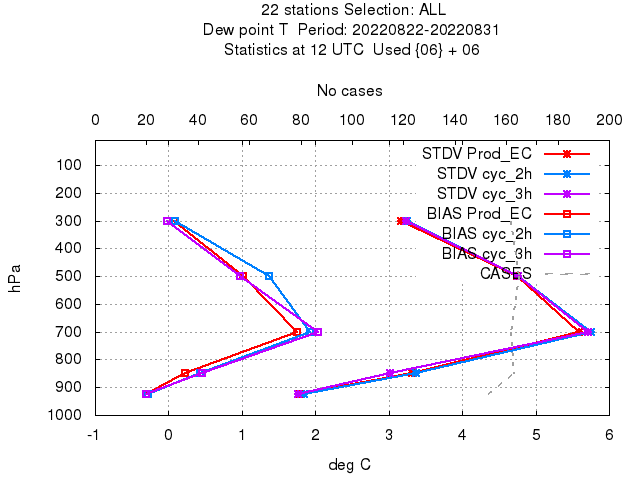 22 stations Selection: ALL
Dew point T  Period: 20220822-20220831
Statistics at 12 UTC  Used {06} + 06
No cases
0 20 40 60 80 100 120 140 160 180 200
STDV Prod_EC
STDV cyc_2h
STDV cyc_3h
BIAS Prod_EC
BIAS cyc_2h
BIAS cyc_3h
CASES
hPa
100
200
300
400
500
600
700
800
900
1000
-1 0 1 2 3 4 5 6
deg C